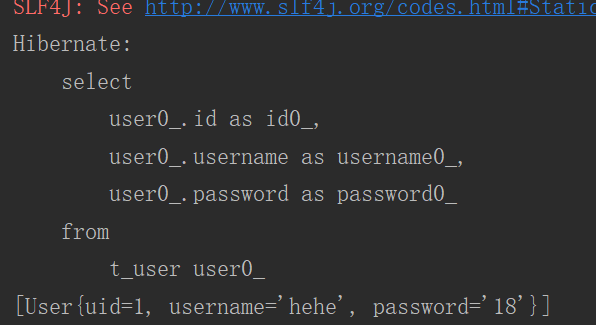 SLF4J: See http://www.slf4j.org/codes.html#Static
Hibernate:
    select
        user0_.id as id0_,
        user0_.username as username0_,
        user0_.password as password0_
    from
        t_user user0_
[User{uid=1, username='hehe', password='18'}]